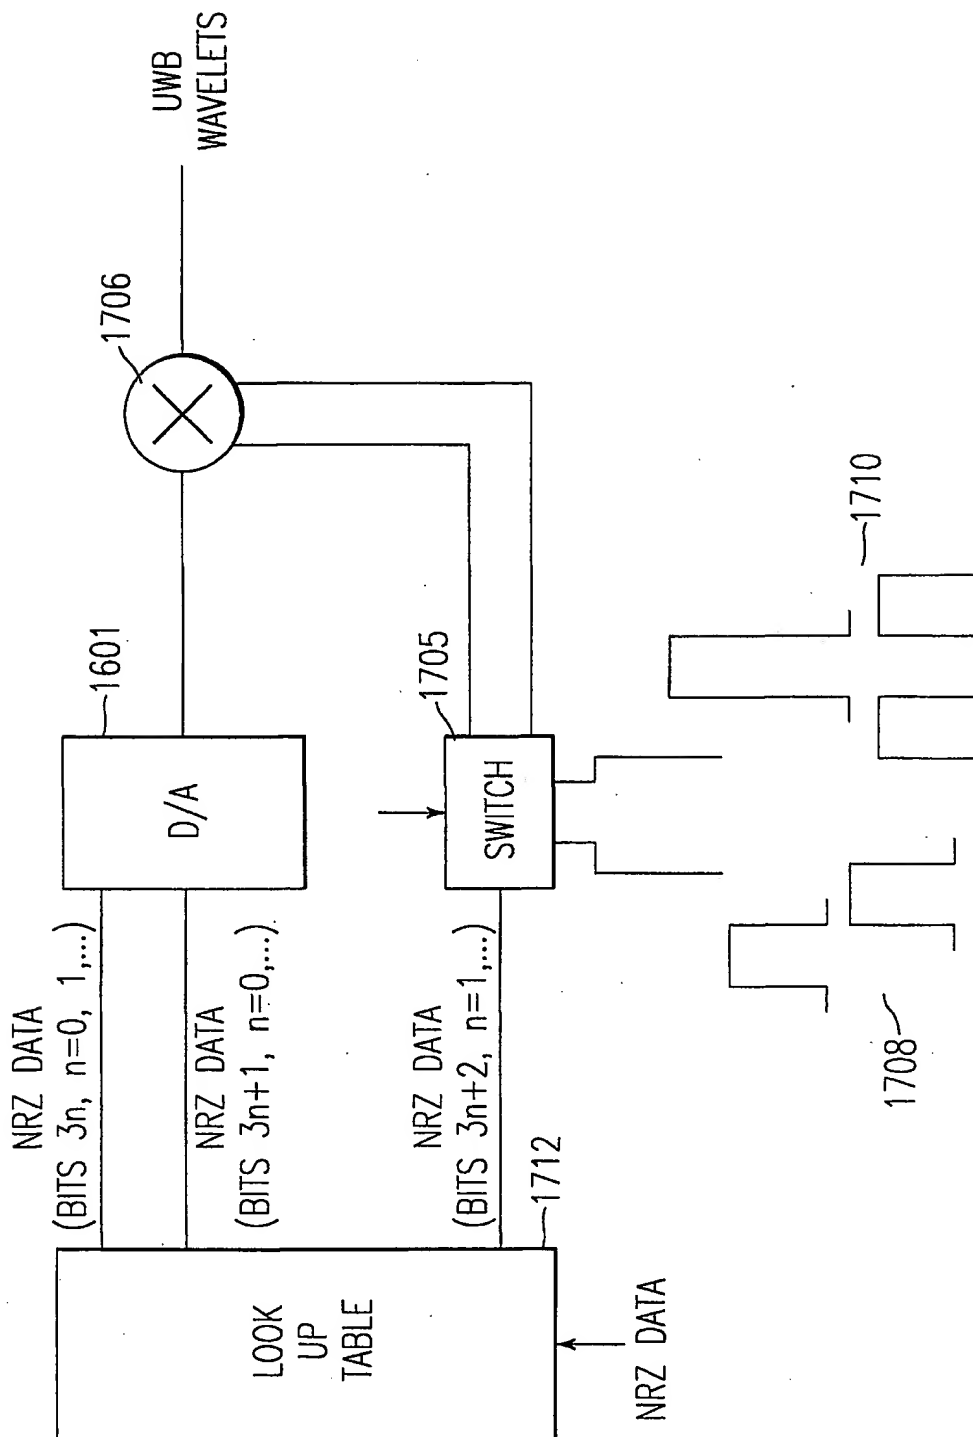 LOOK
UP
TABLE
NRZ DATA
1712
NRZ DATA
(BITS 3n, n=0, 1,...)
NRZ DATA
(BITS 3n+1, n=0,...)
NRZ DATA
(BITS 3n+2, n=1,...)
D/A
1601
SWITCH
1705
1706
UWB
WAVELETS
1708
1710